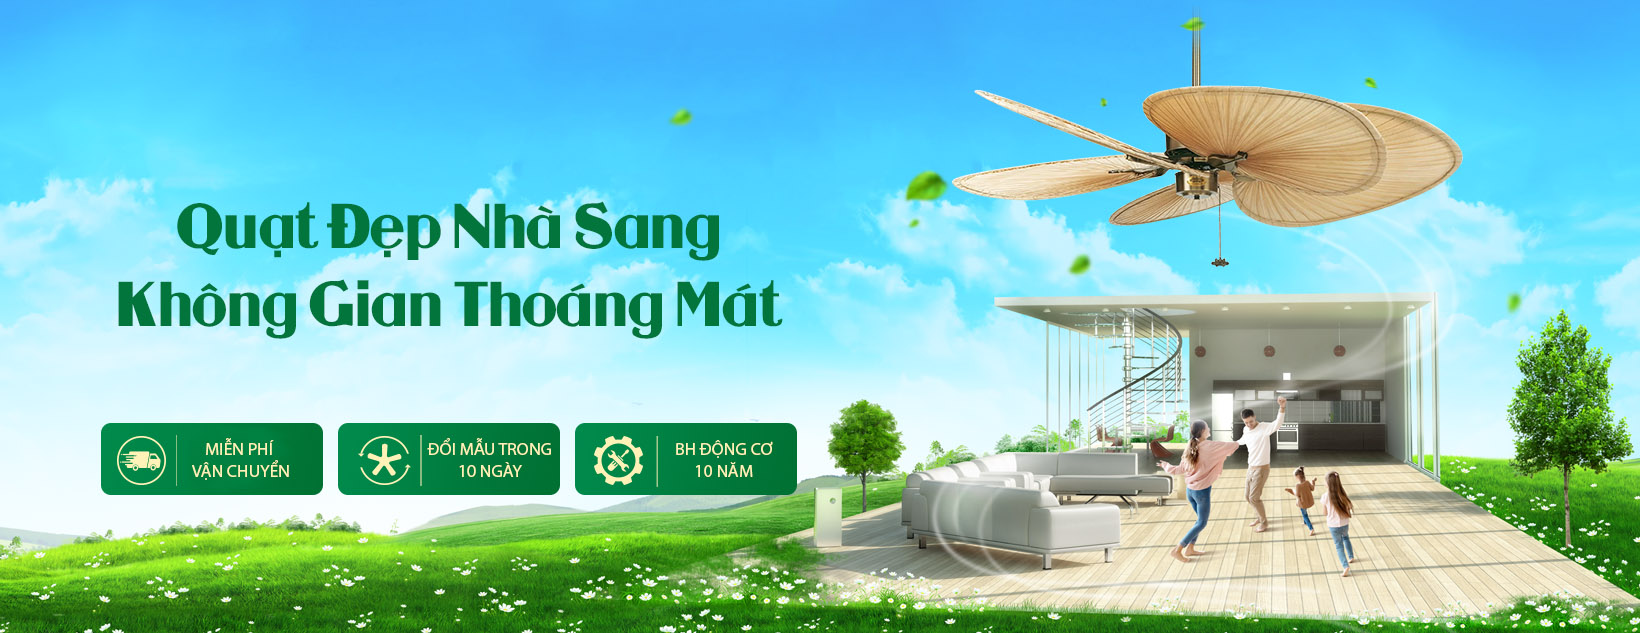 Quạt Đẹp Nhà Sang
Không Gian Thoáng Mát
MIỄN PHÍ
VẬN CHUYỂN
ĐỔI MẪU TRONG
10 NGÀY
BH ĐỘNG CƠ
10 NĂM